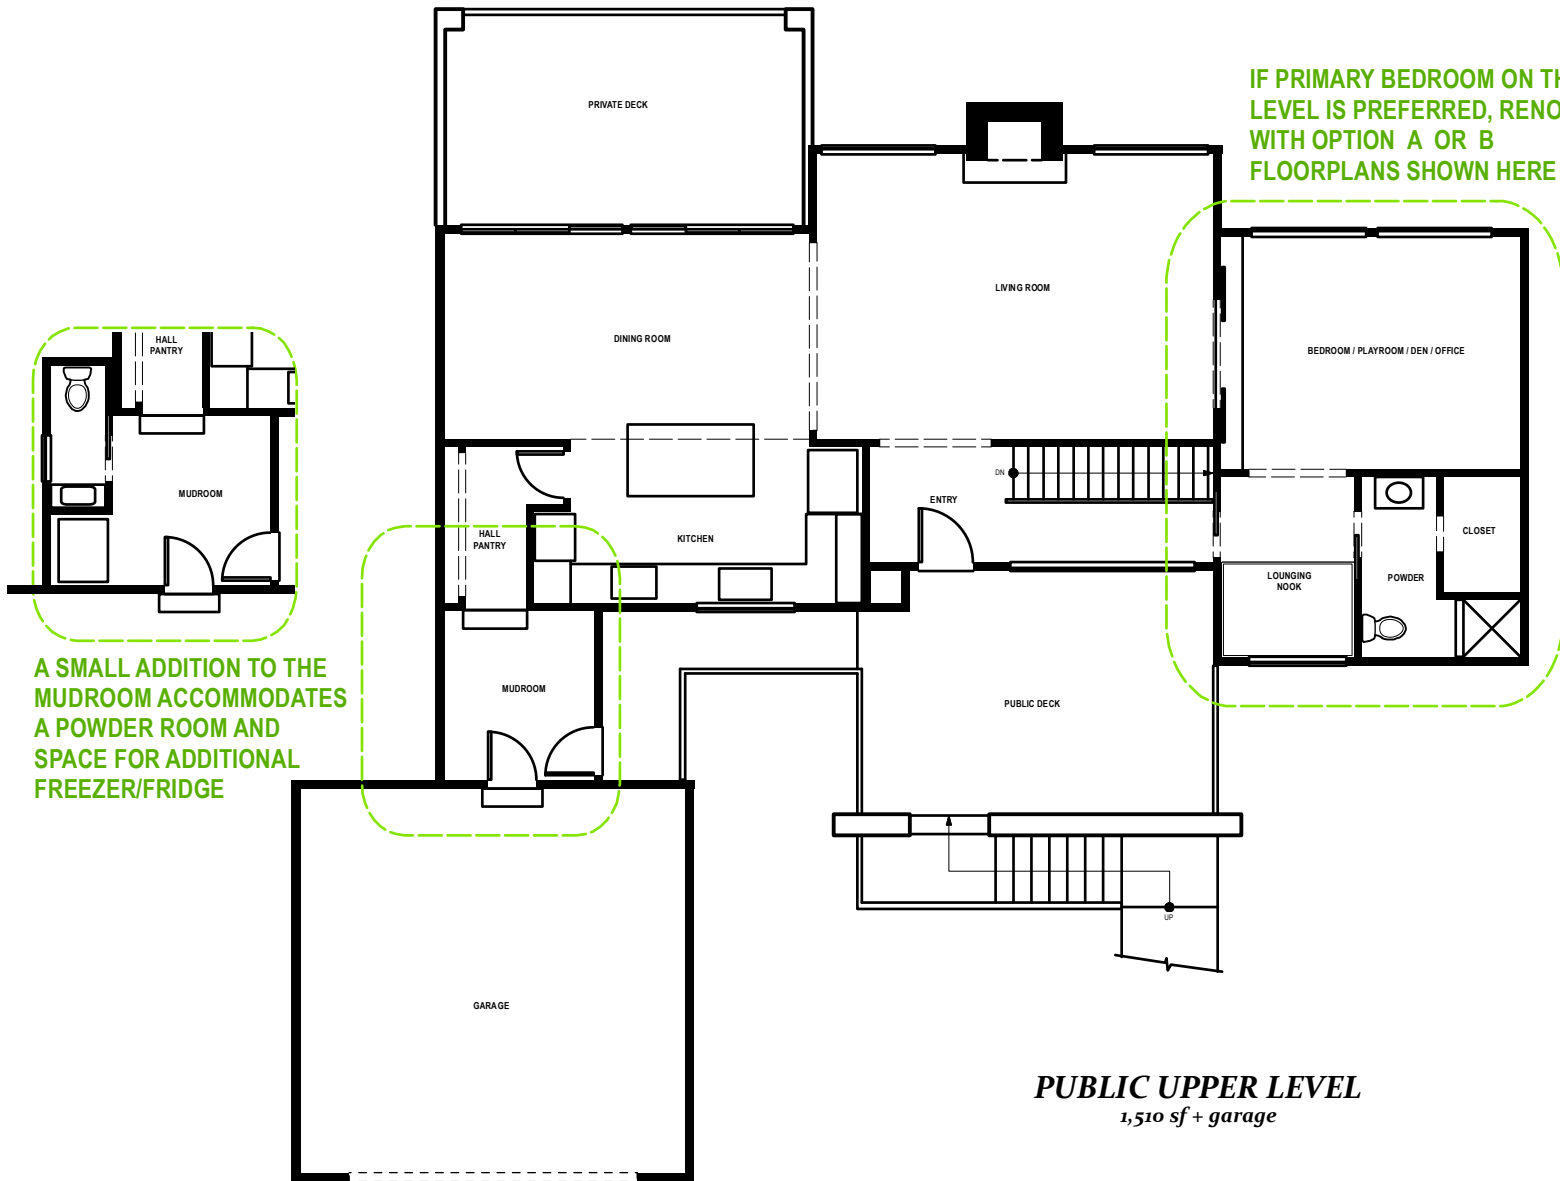 PRIVATE DECK
IF PRIMARY BEDROOM ON
LEVEL IS PREFERRED,
WITH OPTION A OR B
FLOORPLANS SHOWN HERE
LIVING ROOM
DINING ROOM
BEDROOM / PLAYROOM / DEN / OFFICE
HALL
PANTRY
MUDROOM
DN
ENTRY
KITCHEN
HALL
PANTRY
CLOSET
LOUNGING
NOOK
POWDER
A SMALL ADDITION TO THE
MUDROOM ACCOMMODATES
A POWDER ROOM AND
SPACE FOR ADDITIONAL
FREEZER/FRIDGE
MUDROOM
PUBLIC DECK
UP
GARAGE
PUBLIC UPPER LEVEL
1,510 sf + garage